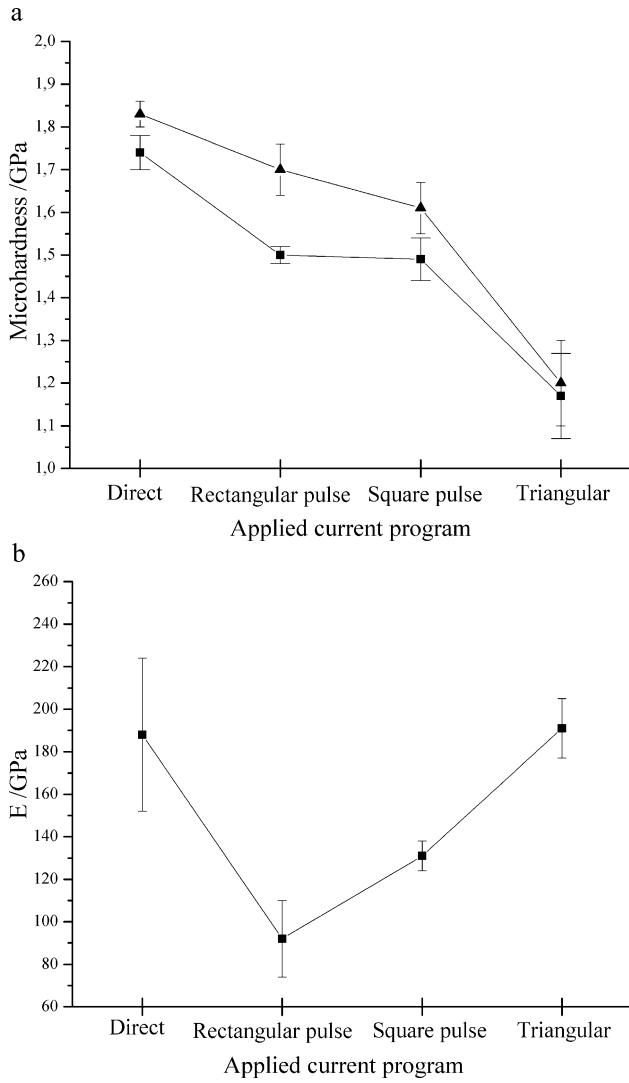 a
2,0
1,9
1,8
1,7
1,6
1,5
1,4
1,3
1,2
1,1
1,0
Microhardness /GPa
Direct Rectangular pulse Square pulse Triangular
Applied current program
b
260
240
220
200
180
160
140
120
100
80
60
E /GPa
Direct Rectangular pulse Square pulse Triangular
Applied current program